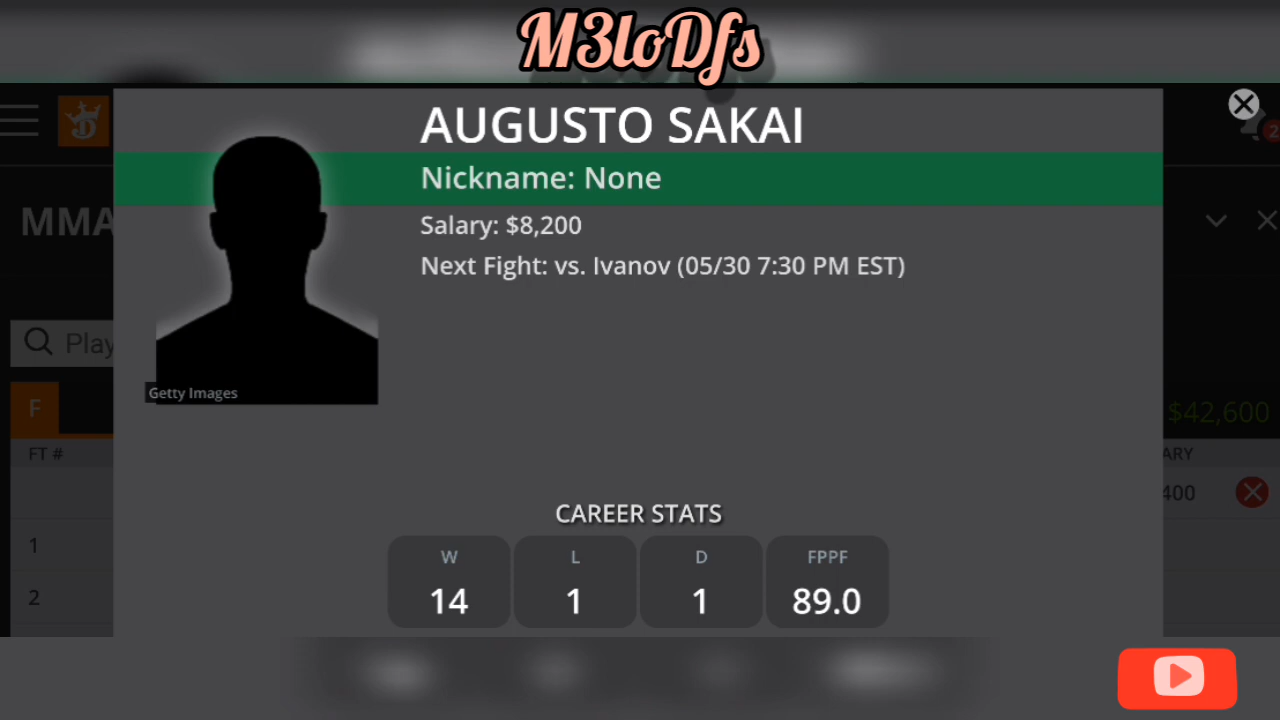 M3loDfs
AUGUSTO SAKAI
Nickname: None
Salary: $8,200
MMA
Next Fight: vs. Ivanov (05/30 7:30 PM EST)
Play
Getty Images
F
$42,600
FT #
ARY
400
CAREER STATS
W L D FPPF
1
14 1 1 89.0
2
2